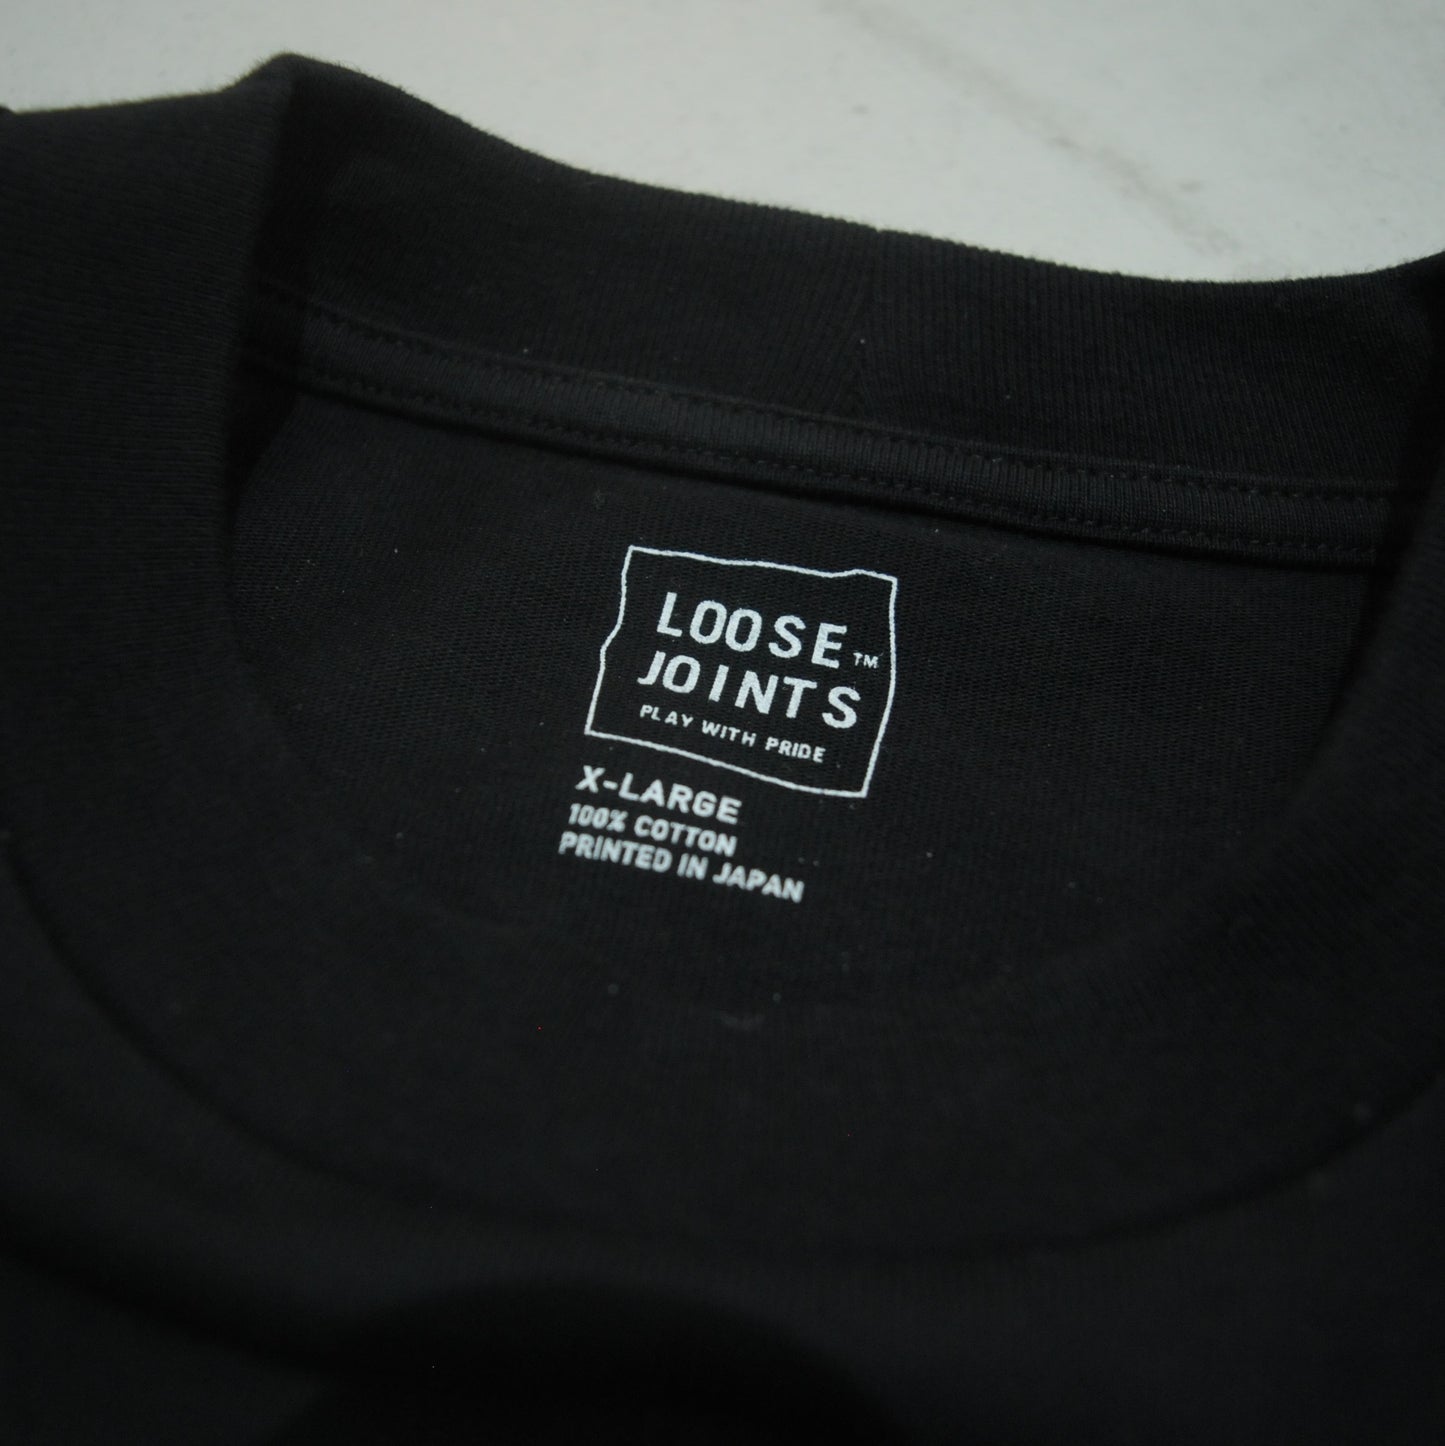 LOOSE™
JOINTS
PLAY WITH PRIDE
X-LARGE
100% COTTON
PRINTED IN JAPAN